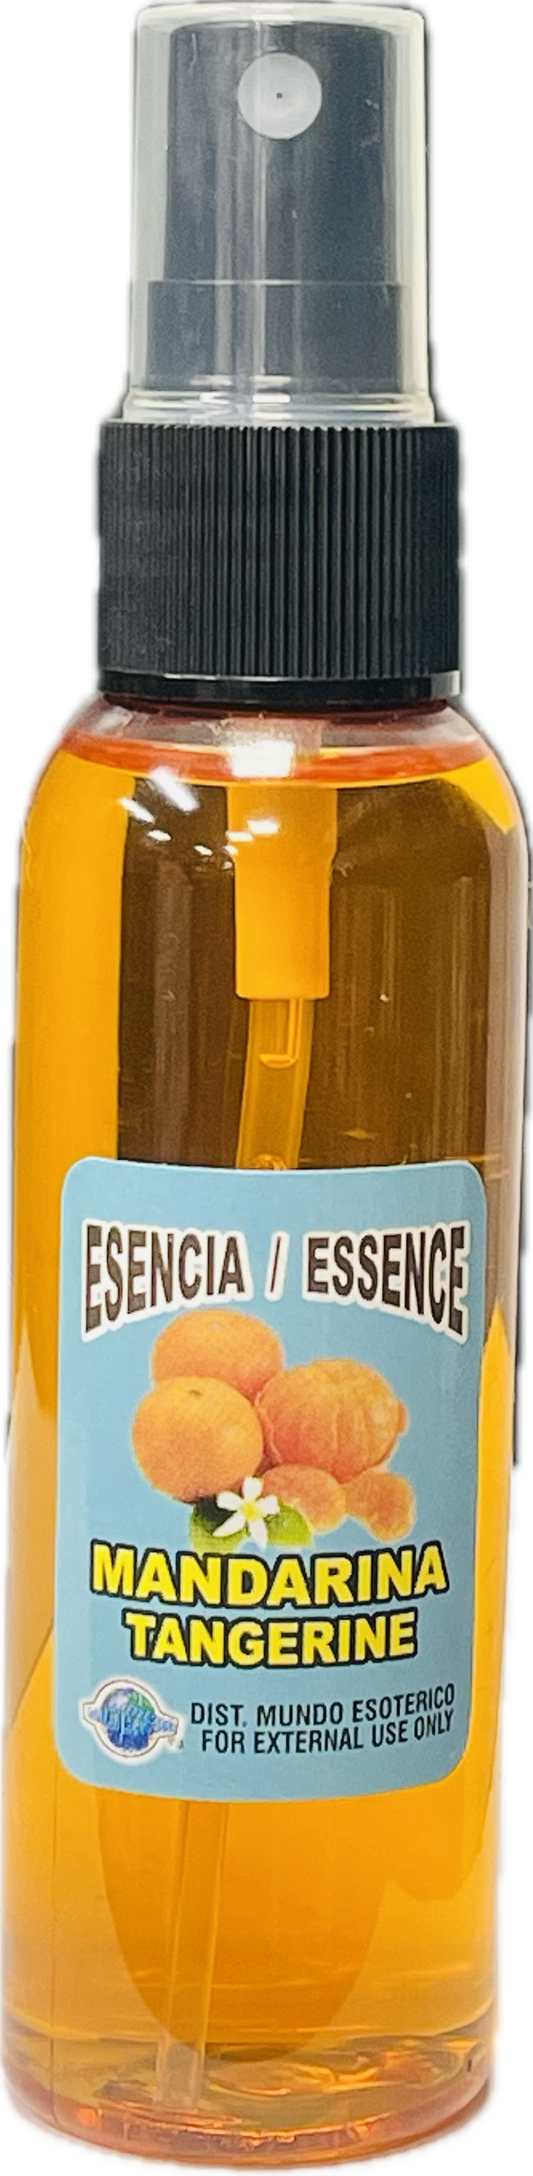 ESENCIA / ESSENCE
MANDARINA
TANGERINE
DIST. MUNDO ESOTERICO
FOR EXTERNAL USE ONLY